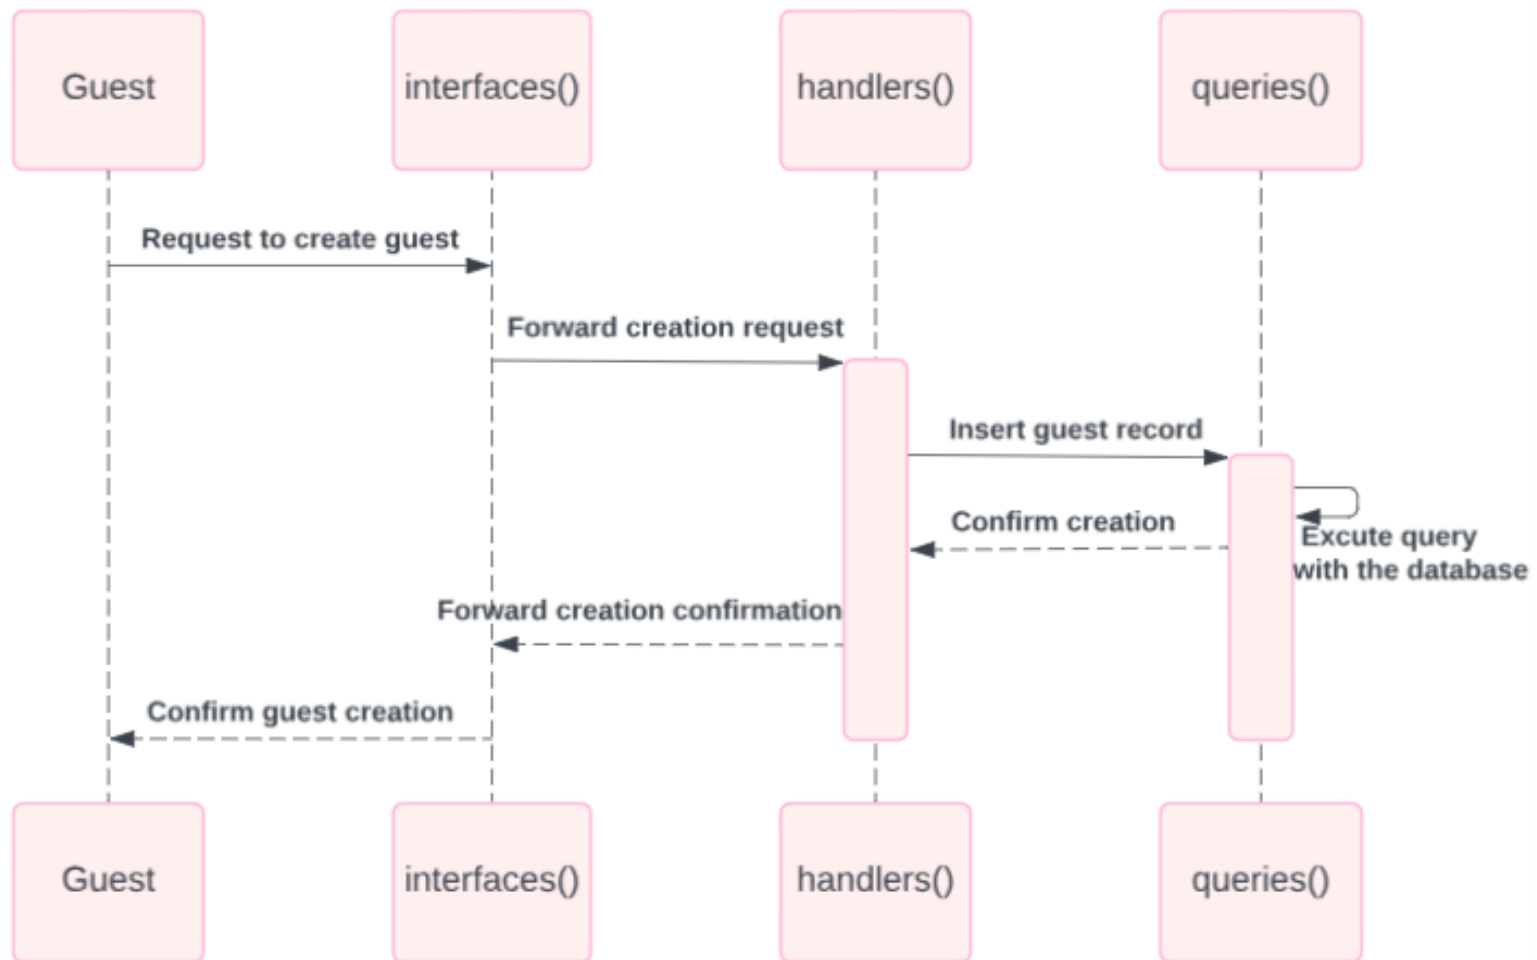 Guest
interfaces()
handlers()
queries()
Request to create guest
Forward creation request
Insert guest record
Confirm creation
Excute query
with the database
Forward creation confirmation
Confirm guest creation
Guest
interfaces()
handlers()
queries()